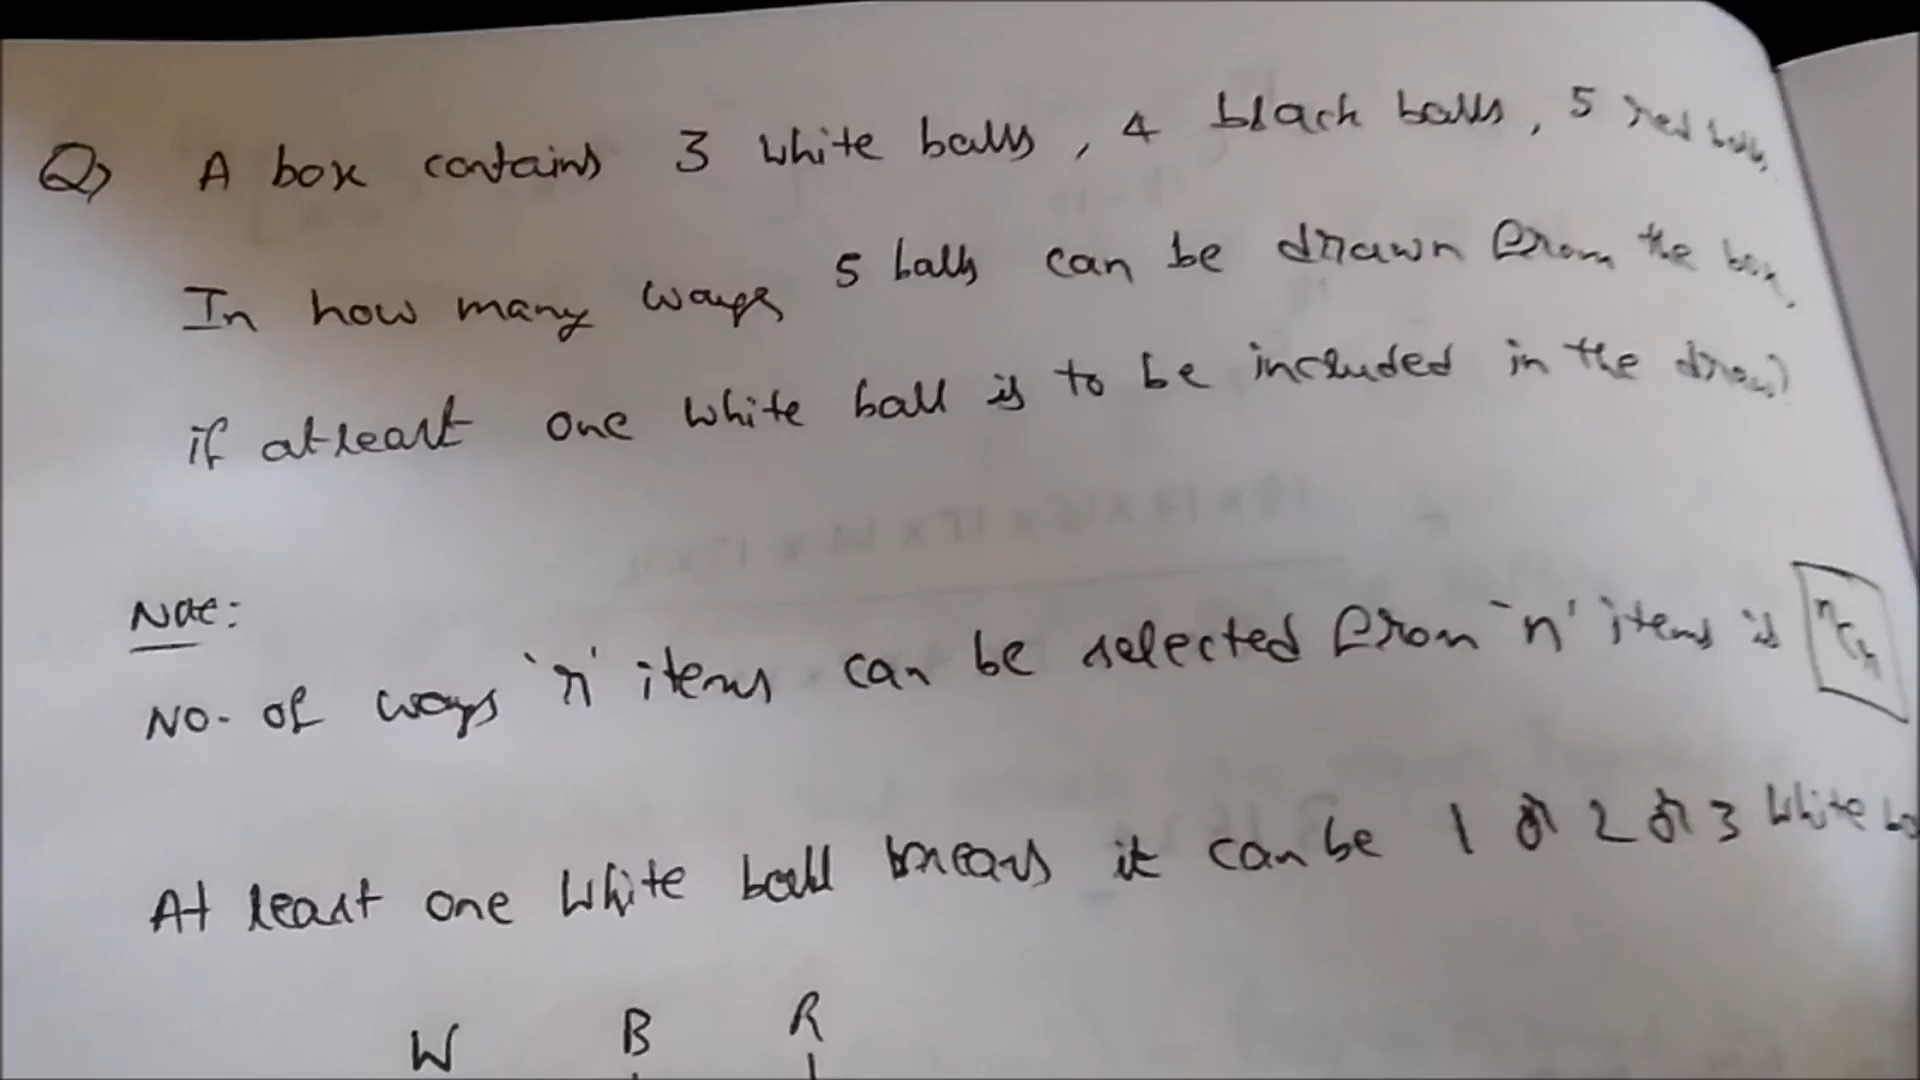 Q) A box contains 3 white balls, 4 black balls, 5 red balls,
In how many ways 5 balls can be drawn from the box,
if atleast one white ball is to be included in the draw?
Note:
No. of ways 'r' items can be selected from 'n' items is nCr
At least one white ball means it can be 1 or 2 or 3 white
W B R